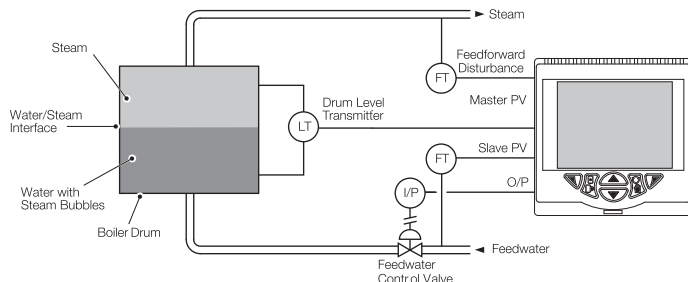 Steam
Steam
Feedforward
Disturbance
FT
Master PV
Water/Steam
Interface
Drum Level
Transmitter
LT
Slave PV
FT
O/P
I/P
Water with
Steam Bubbles
Boiler Drum
Feedwater
Feedwater
Control Valve